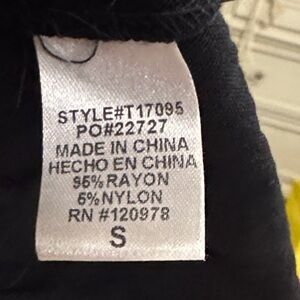 STYLE#T17095
PO#22727
MADE IN CHINA
HECHO EN CHINA
95%RAYON
5%NYLON
RN #120978
S